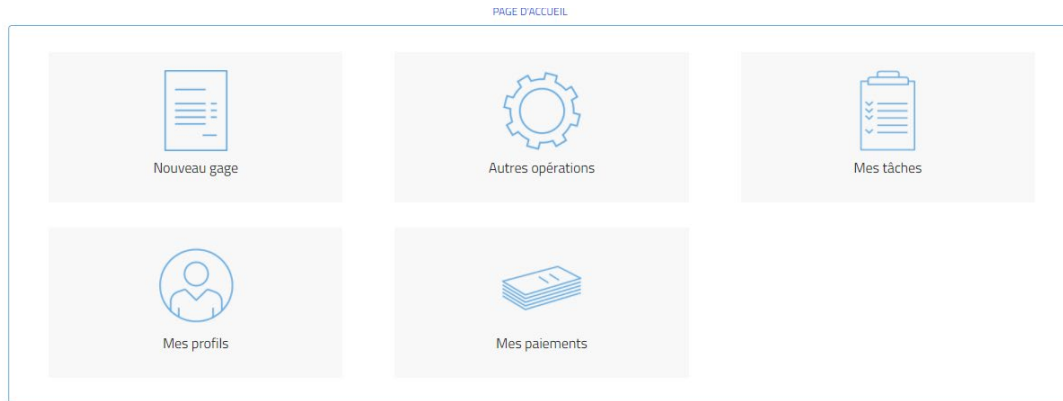 PAGE D'ACCUEIL
Nouveau gage
Autres opérations
Mes tâches
Mes profils
Mes paiements